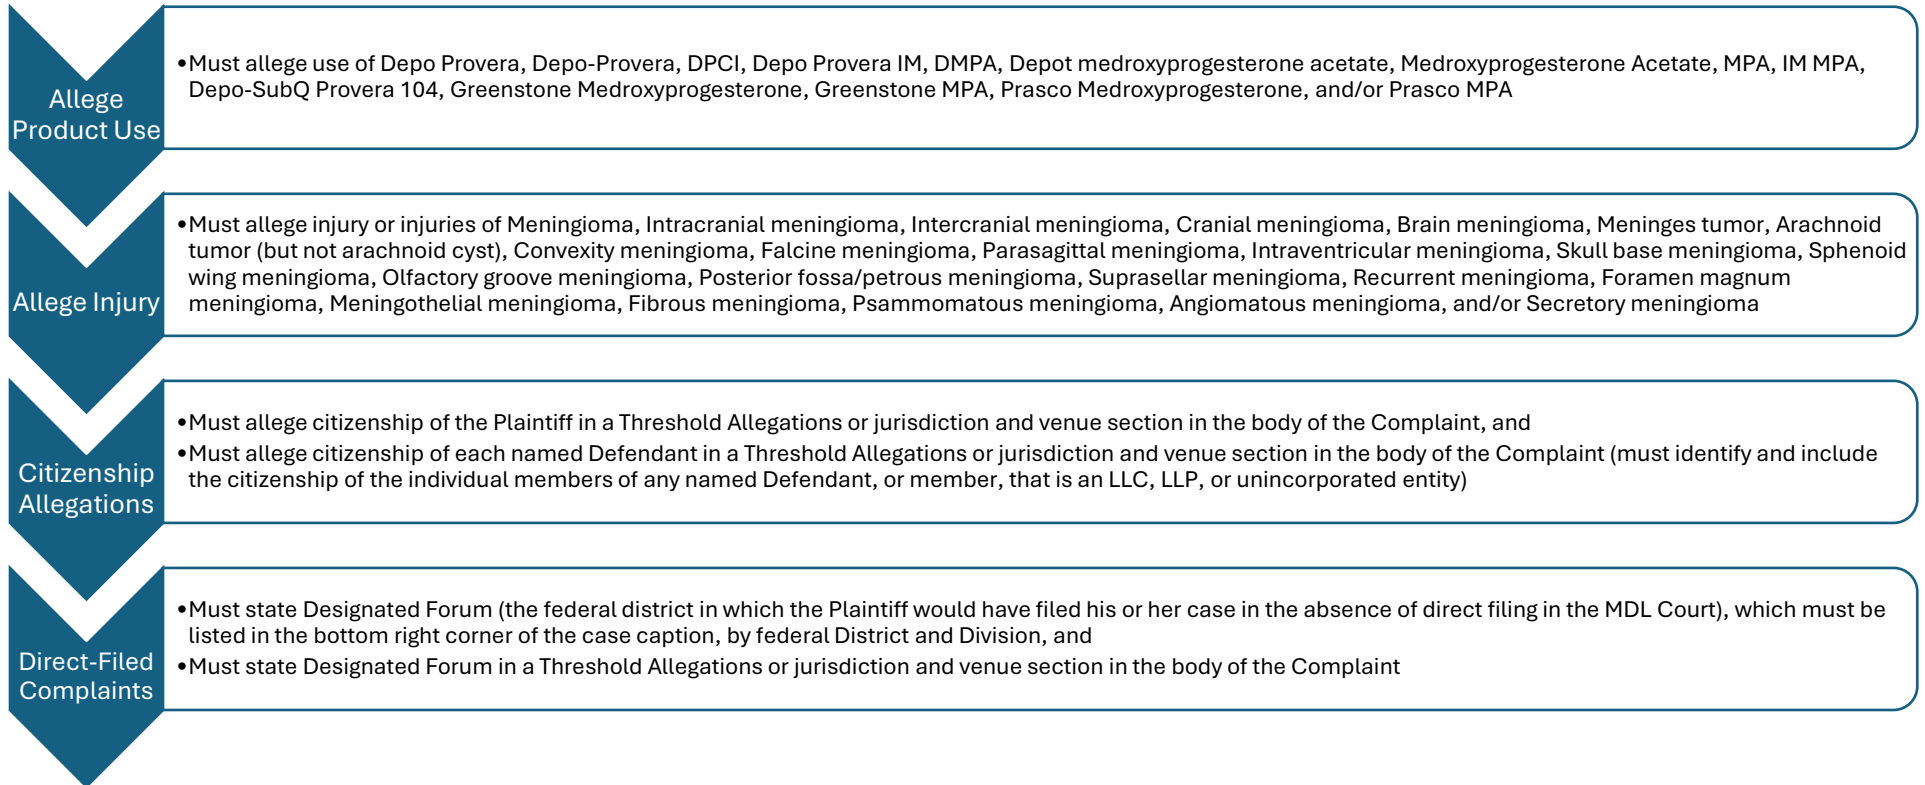 Allege
Product Use
•Must allege use of Depo Provera, Depo-Provera, DPCI, Depo Provera IM, DMPA, Depot medroxyprogesterone acetate, Medroxyprogesterone Acetate, MPA, IM MPA,
Depo-SubQ Provera 104, Greenstone Medroxyprogesterone, Greenstone MPA, Prasco Medroxyprogesterone, and/or Prasco MPA
Allege Injury
•Must allege injury or injuries of Meningioma, Intracranial meningioma, Intercranial meningioma, Cranial meningioma, Brain meningioma, Meninges tumor, Arachnoid
tumor (but not arachnoid cyst), Convexity meningioma, Falcine meningioma, Parasagittal meningioma, Intraventricular meningioma, Skull base meningioma, Sphenoid
wing meningioma, Olfactory groove meningioma, Posterior fossa/petrous meningioma, Suprasellar meningioma, Recurrent meningioma, Foramen magnum
meningioma, Meningothelial meningioma, Fibrous meningioma, Psammomatous meningioma, Angiomatous meningioma, and/or Secretory meningioma
Citizenship
Allegations
•Must allege citizenship of the Plaintiff in a Threshold Allegations or jurisdiction and venue section in the body of the Complaint, and
•Must allege citizenship of each named Defendant in a Threshold Allegations or jurisdiction and venue section in the body of the Complaint (must identify and include
the citizenship of the individual members of any named Defendant, or member, that is an LLC, LLP, or unincorporated entity)
Direct-Filed
Complaints
•Must state Designated Forum (the federal district in which the Plaintiff would have filed his or her case in the absence of direct filing in the MDL Court), which must be
listed in the bottom right corner of the case caption, by federal District and Division, and
•Must state Designated Forum in a Threshold Allegations or jurisdiction and venue section in the body of the Complaint